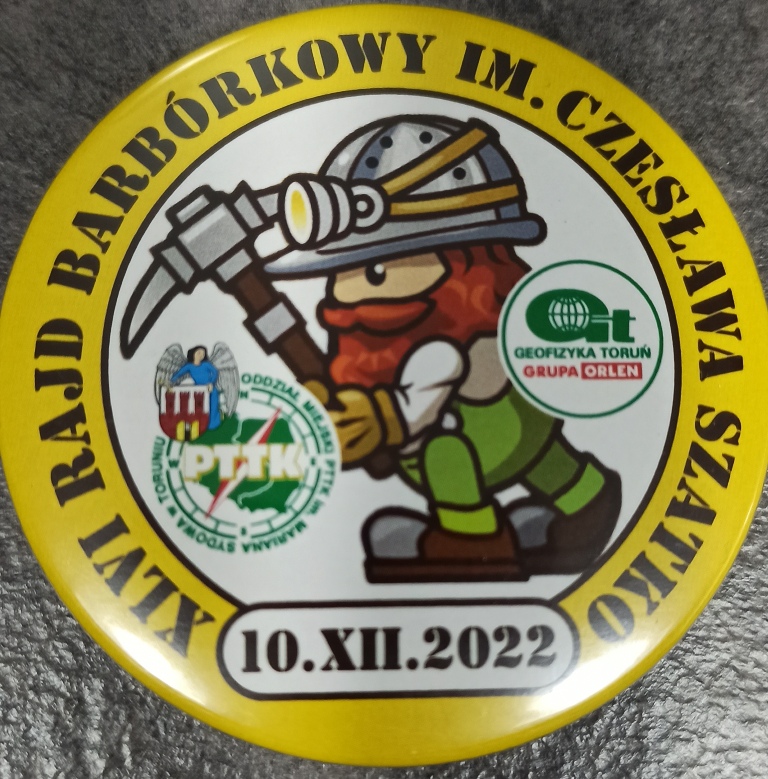 XLVI RAJD BARBÓRKOWY IM. CZESŁAWA SZATKO
Git
GEOFIZYKA TORUŃ
GRUPA ORLEN
ODDZIAŁ MIEJSKI PTTK im. MARIANA SYDOWA w TORUNIU
N
PTTK
10.XII.2022